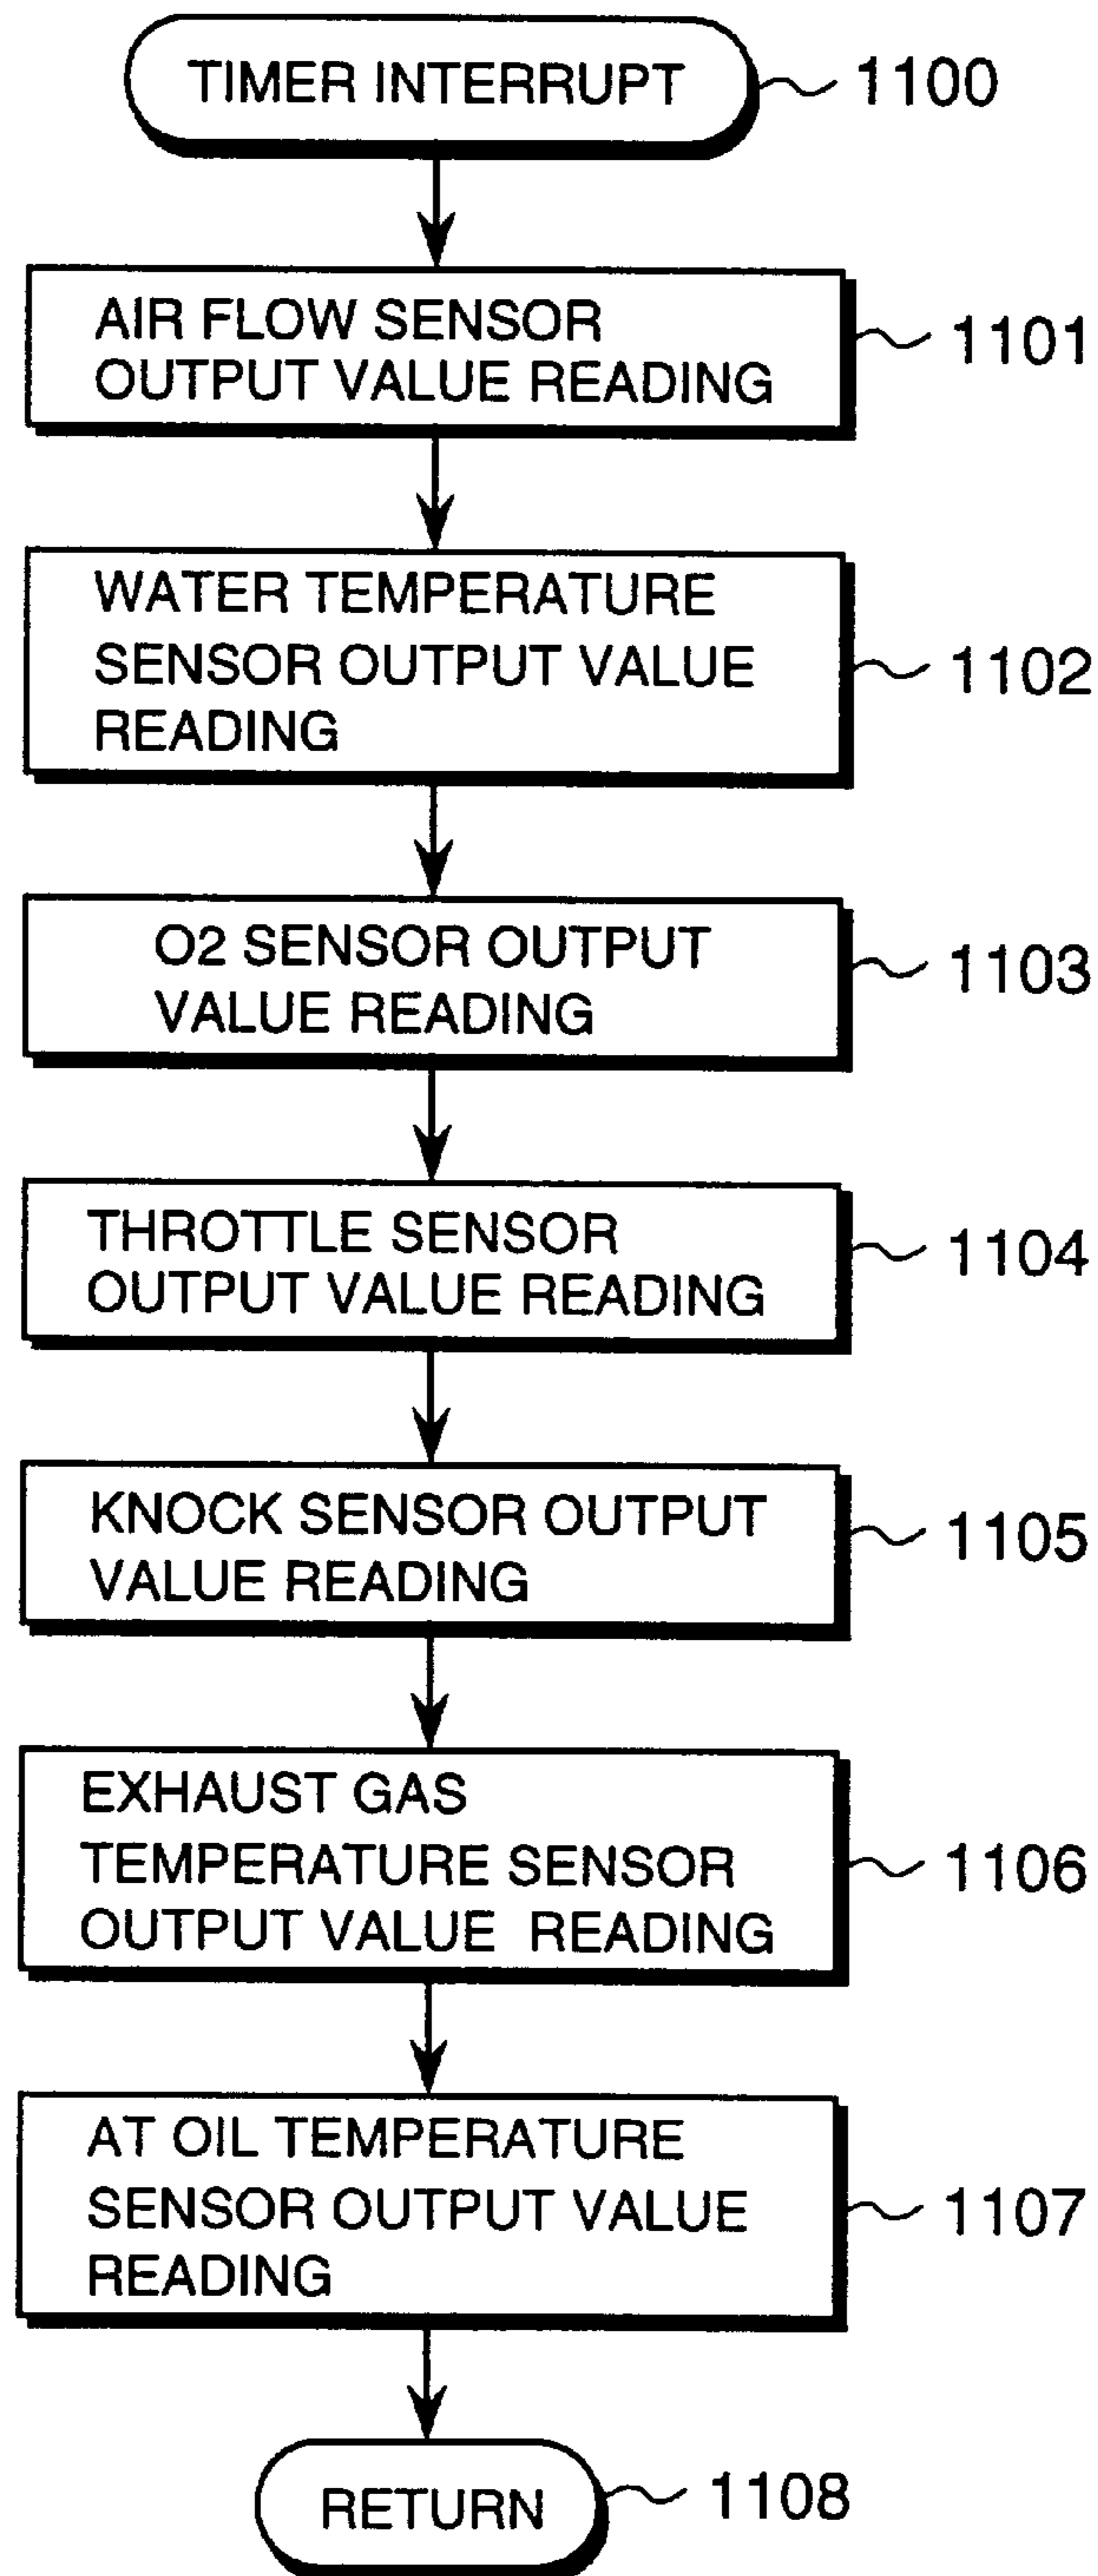 TIMER INTERRUPT
1100
AIR FLOW SENSOR
OUTPUT VALUE READING
1101
WATER TEMPERATURE
SENSOR OUTPUT VALUE
READING
1102
O2 SENSOR OUTPUT
VALUE READING
1103
THROTTLE SENSOR
OUTPUT VALUE READING
1104
KNOCK SENSOR OUTPUT
VALUE READING
1105
EXHAUST GAS
TEMPERATURE SENSOR
OUTPUT VALUE READING
1106
AT OIL TEMPERATURE
SENSOR OUTPUT VALUE
READING
1107
RETURN
1108